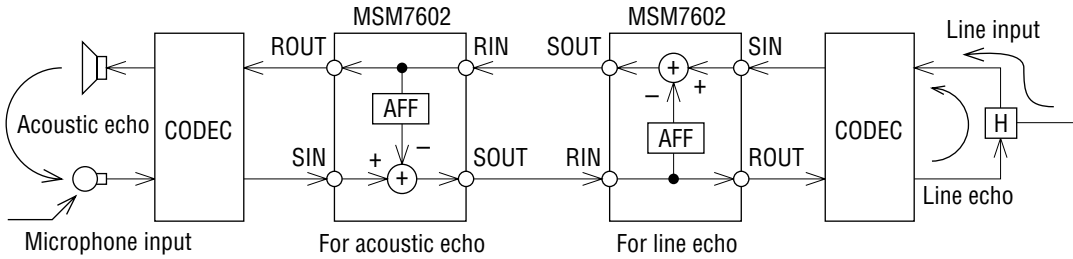 MSM7602
MSM7602
ROUT
RIN
SOUT
SIN
Line input
+
− +
AFF
Acoustic echo
CODEC
AFF
CODEC
H
−
SIN
+
+
SOUT
RIN
ROUT
Line echo
Microphone input
For acoustic echo
For line echo